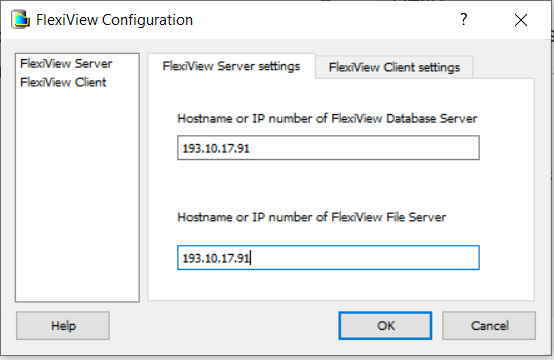 FlexiView Configuration
?
FlexiView Server
FlexiView Client
FlexiView Server settings
FlexiView Client settings
Hostname or IP number of FlexiView Database Server
193.10.17.91
Hostname or IP number of FlexiView File Server
193.10.17.91
Help
OK
Cancel